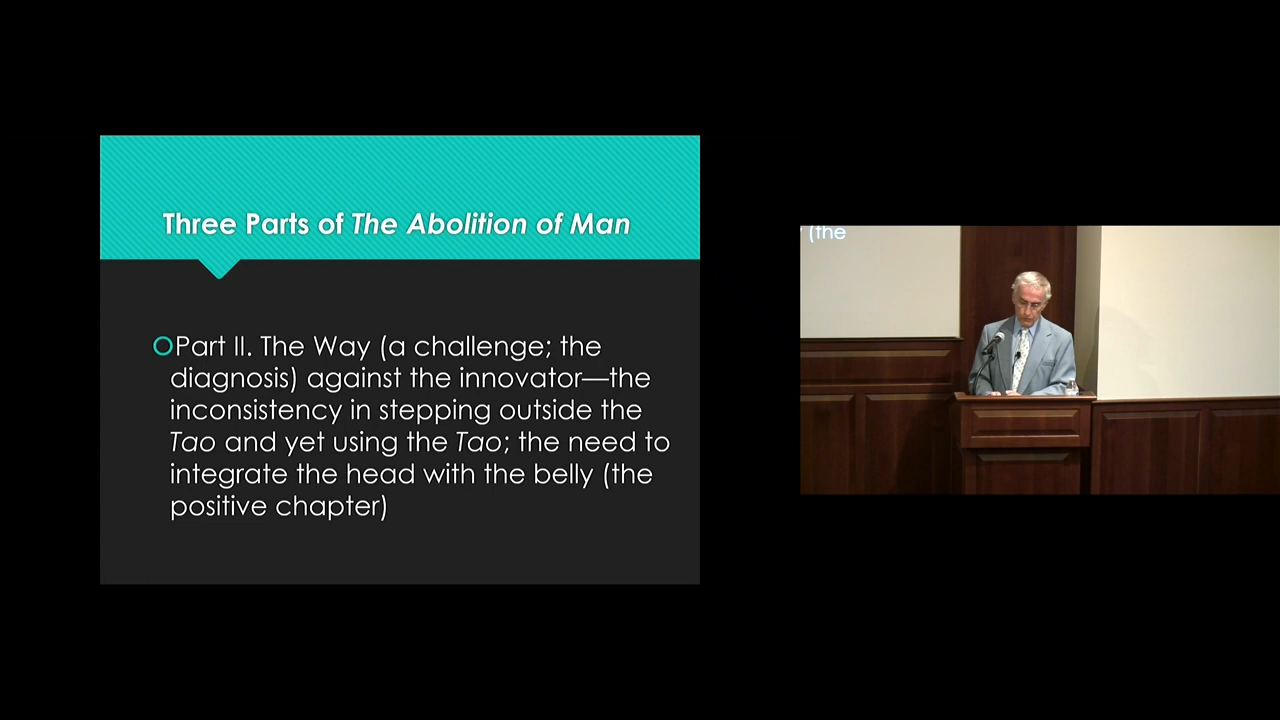 Three Parts of The Abolition of Man
Part II. The Way (a challenge; the
diagnosis) against the innovator—the
inconsistency in stepping outside the
Tao and yet using the Tao; the need to
integrate the head with the belly (the
positive chapter)
(the